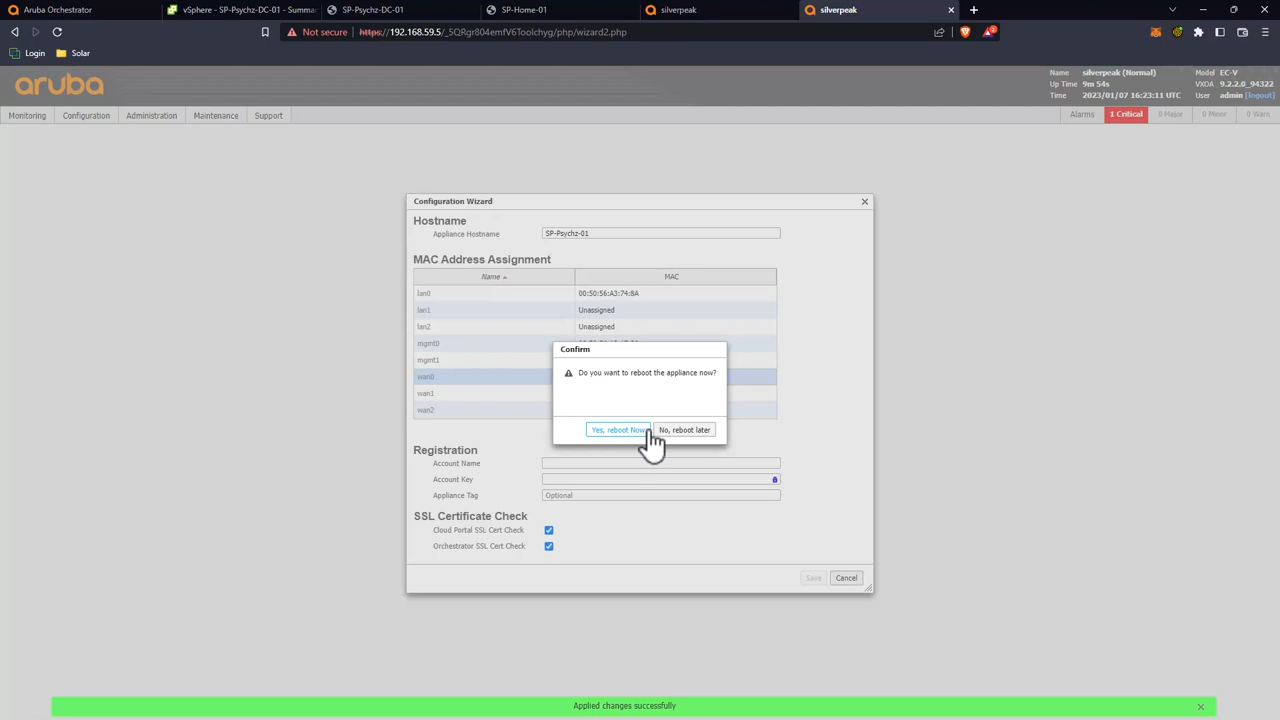 Aruba Orchestrator
vSphere - SP-Psychz-DC-01 - Summa
SP-Psychz-DC-01
SP-Home-01
silverpeak
silverpeak
Not secure https://192.168.59.5/_5QRgr804emfV6Toolchyg/php/wizard2.php
Login
Solar
aruba
Name silverpeak (Normal) Model EC-V
Up Time 9m 54s VXOA 9.2.2.0_94322
Time 2023/01/07 16:23:11 UTC User admin [logout]
Monitoring Configuration Administration Maintenance Support Alarms 1 Critical 0 Major 0 Minor 0 Warn
Configuration Wizard
Hostname
Appliance Hostname SP-Psychz-01
MAC Address Assignment
Name MAC
lan0 00:50:56:A3:74:8A
lan1 Unassigned
lan2 Unassigned
mgmt0
mgmt1
wan0
wan1
wan2
Confirm
Do you want to reboot the appliance now?
Yes, reboot Now
No, reboot later
Registration
Account Name
Account Key
Appliance Tag Optional
SSL Certificate Check
Cloud Portal SSL Cert Check
Orchestrator SSL Cert Check
Save Cancel
Applied changes successfully